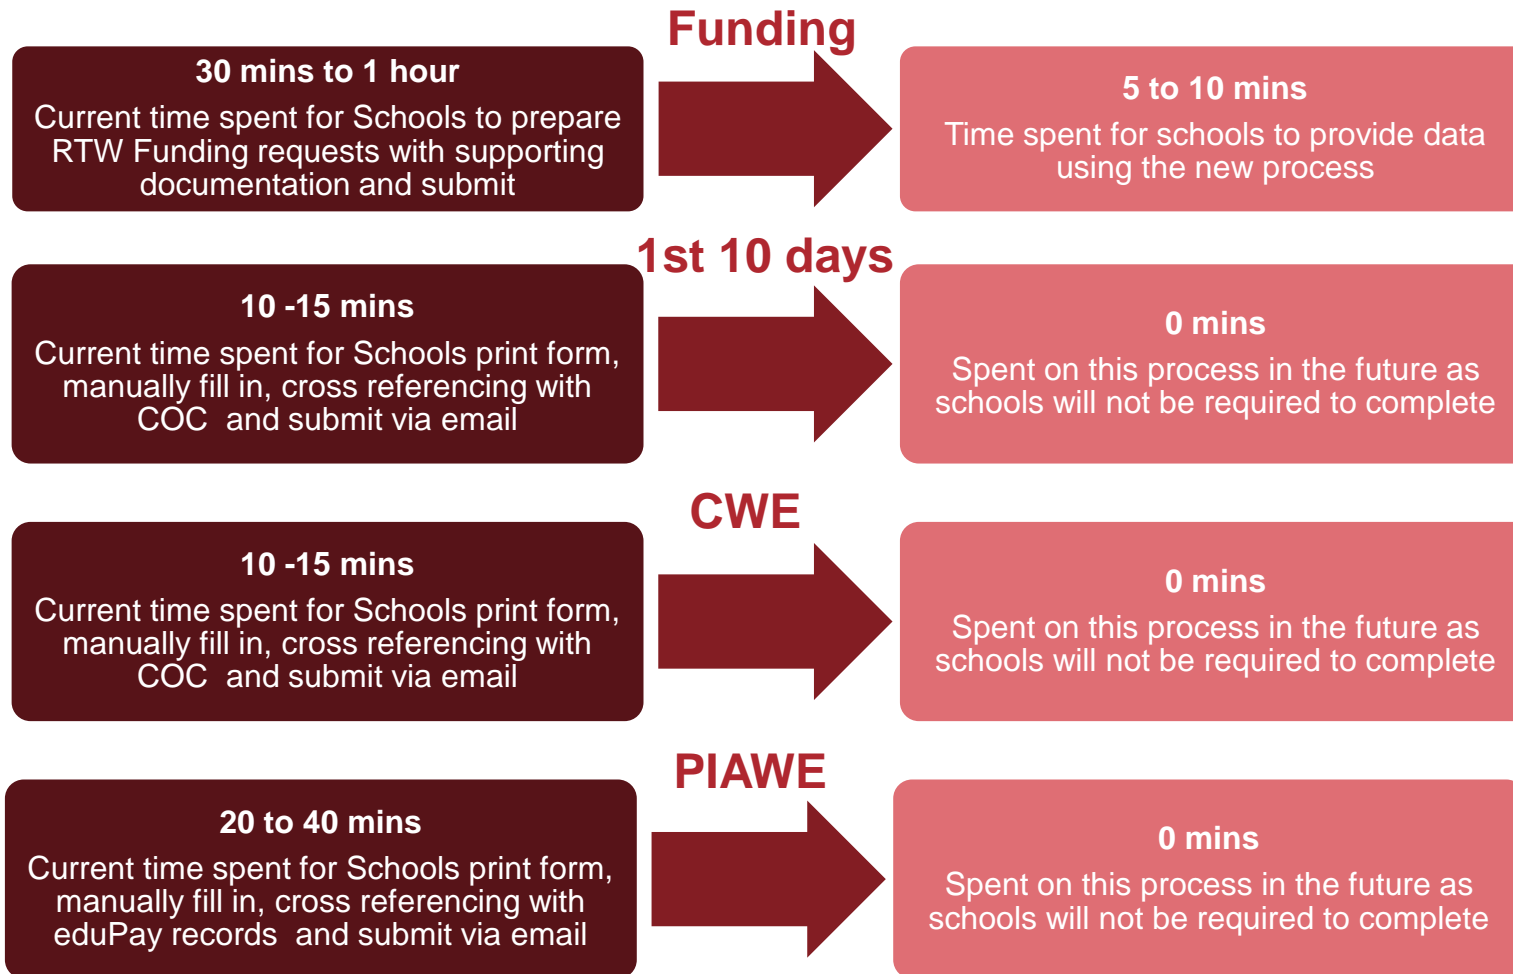 Funding
30 mins to 1 hour
Current time spent for Schools to prepare
RTW Funding requests with supporting
documentation and submit
5 to 10 mins
Time spent for schools to provide data
using the new process
1st 10 days
10 -15 mins
Current time spent for Schools print form,
manually fill in, cross referencing with
COC  and submit via email
0 mins
Spent on this process in the future as
schools will not be required to complete
CWE
10 -15 mins
Current time spent for Schools print form,
manually fill in, cross referencing with
COC  and submit via email
0 mins
Spent on this process in the future as
schools will not be required to complete
PIAWE
20 to 40 mins
Current time spent for Schools print form,
manually fill in, cross referencing with
eduPay records  and submit via email
0 mins
Spent on this process in the future as
schools will not be required to complete